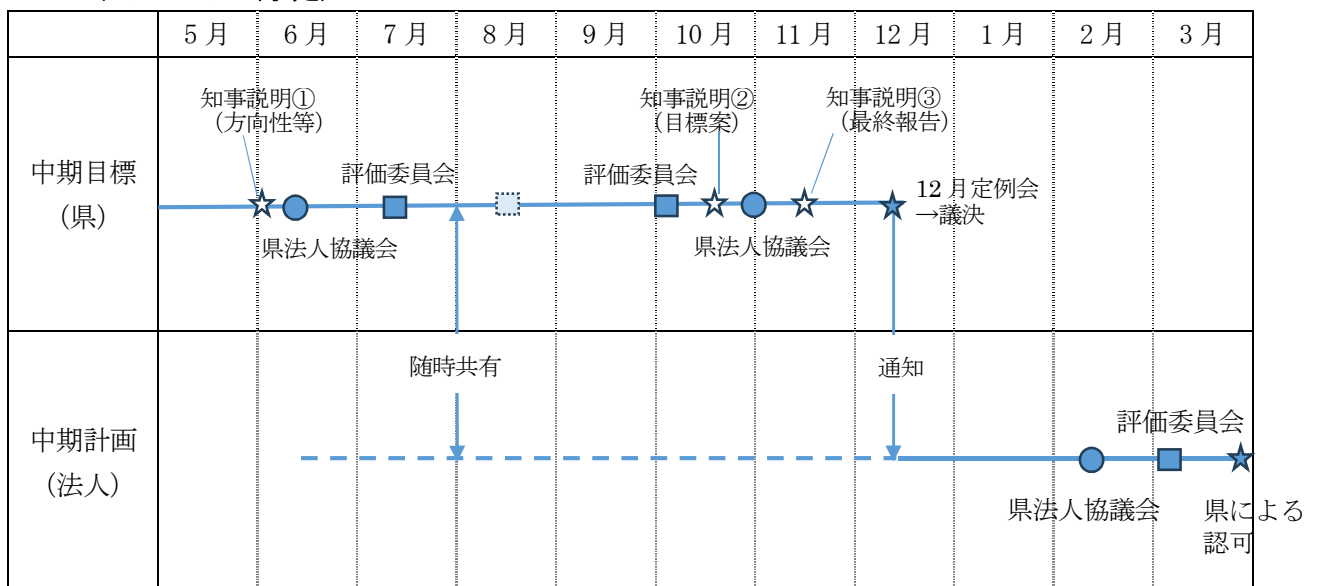 5月 6月 7月 8月 9月 10月 11月 12月 1月 2月 3月
中期目標
（県）
知事説明①
（方向性等）
評価委員会
県法人協議会
評価委員会
知事説明②
（目標案）
県法人協議会
知事説明③
（最終報告）
12月定例会
→議決
随時共有
通知
中期計画
（法人）
県法人協議会
評価委員会
県による
認可